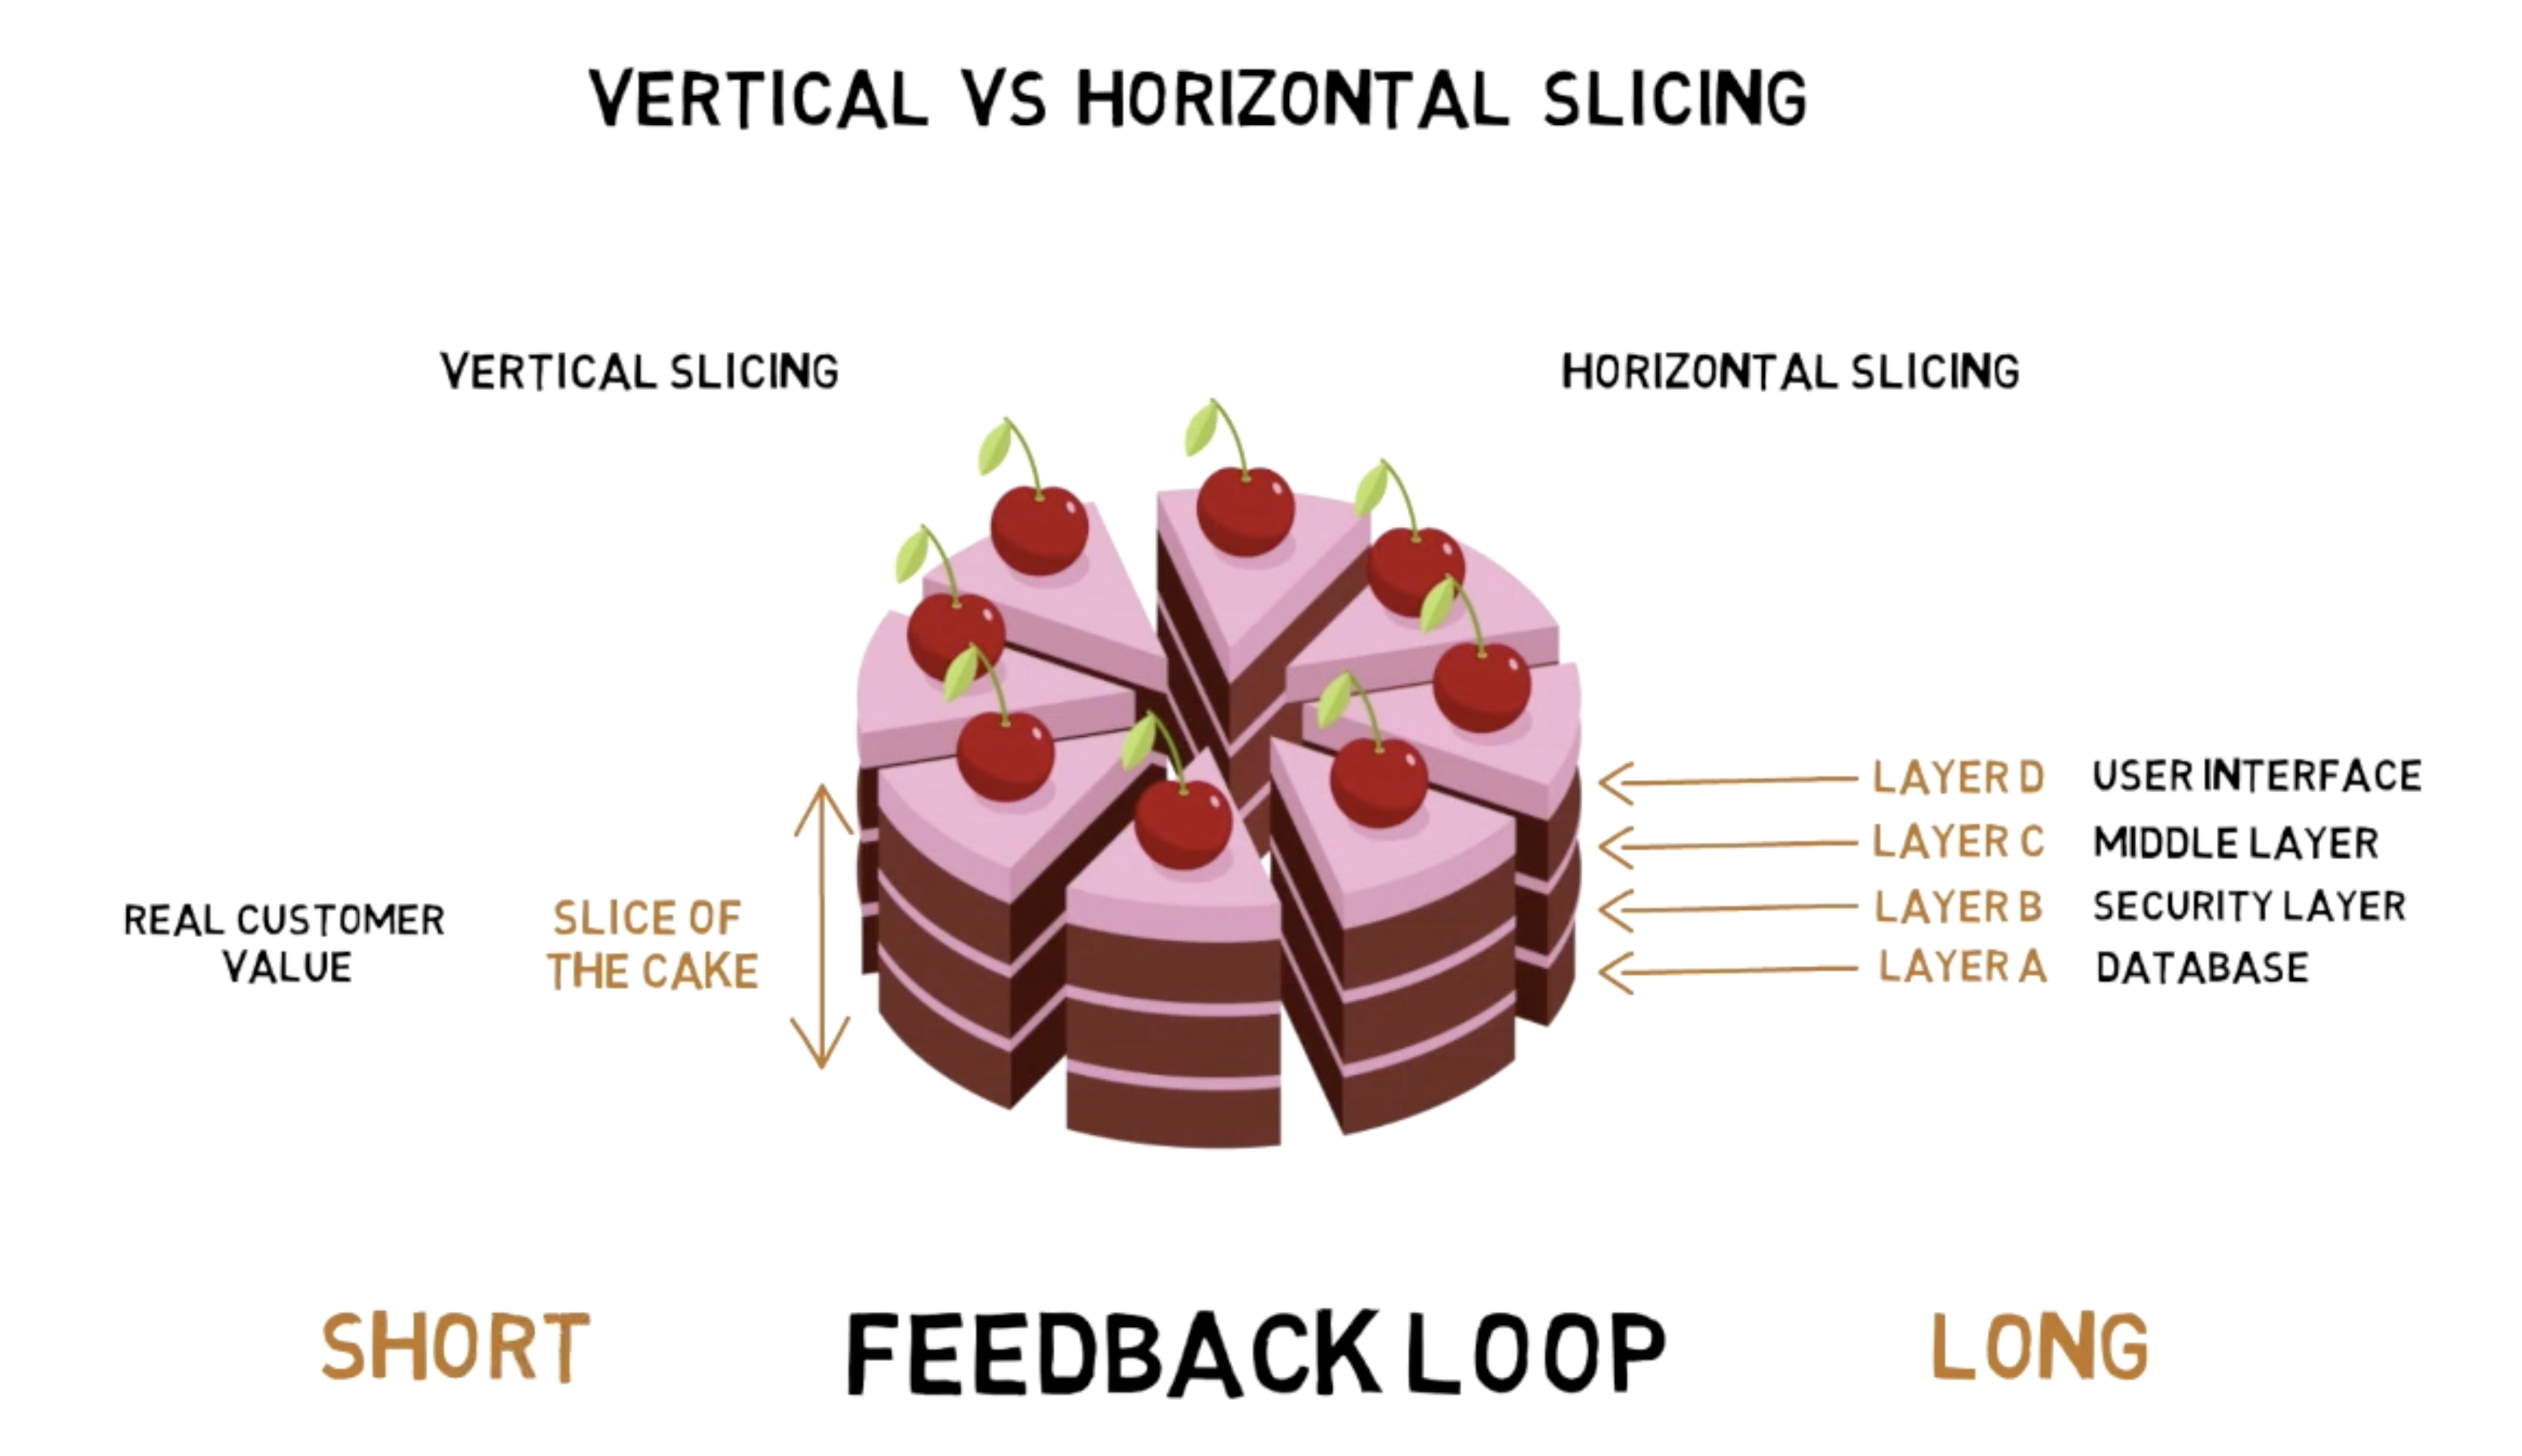 VERTICAL VS HORIZONTAL SLICING
VERTICAL SLICING
HORIZONTAL SLICING
REAL CUSTOMER
VALUE
SLICE OF
THE CAKE
LAYER D USER INTERFACE
LAYER C MIDDLE LAYER
LAYER B SECURITY LAYER
LAYER A DATABASE
SHORT FEEDBACK LOOP LONG